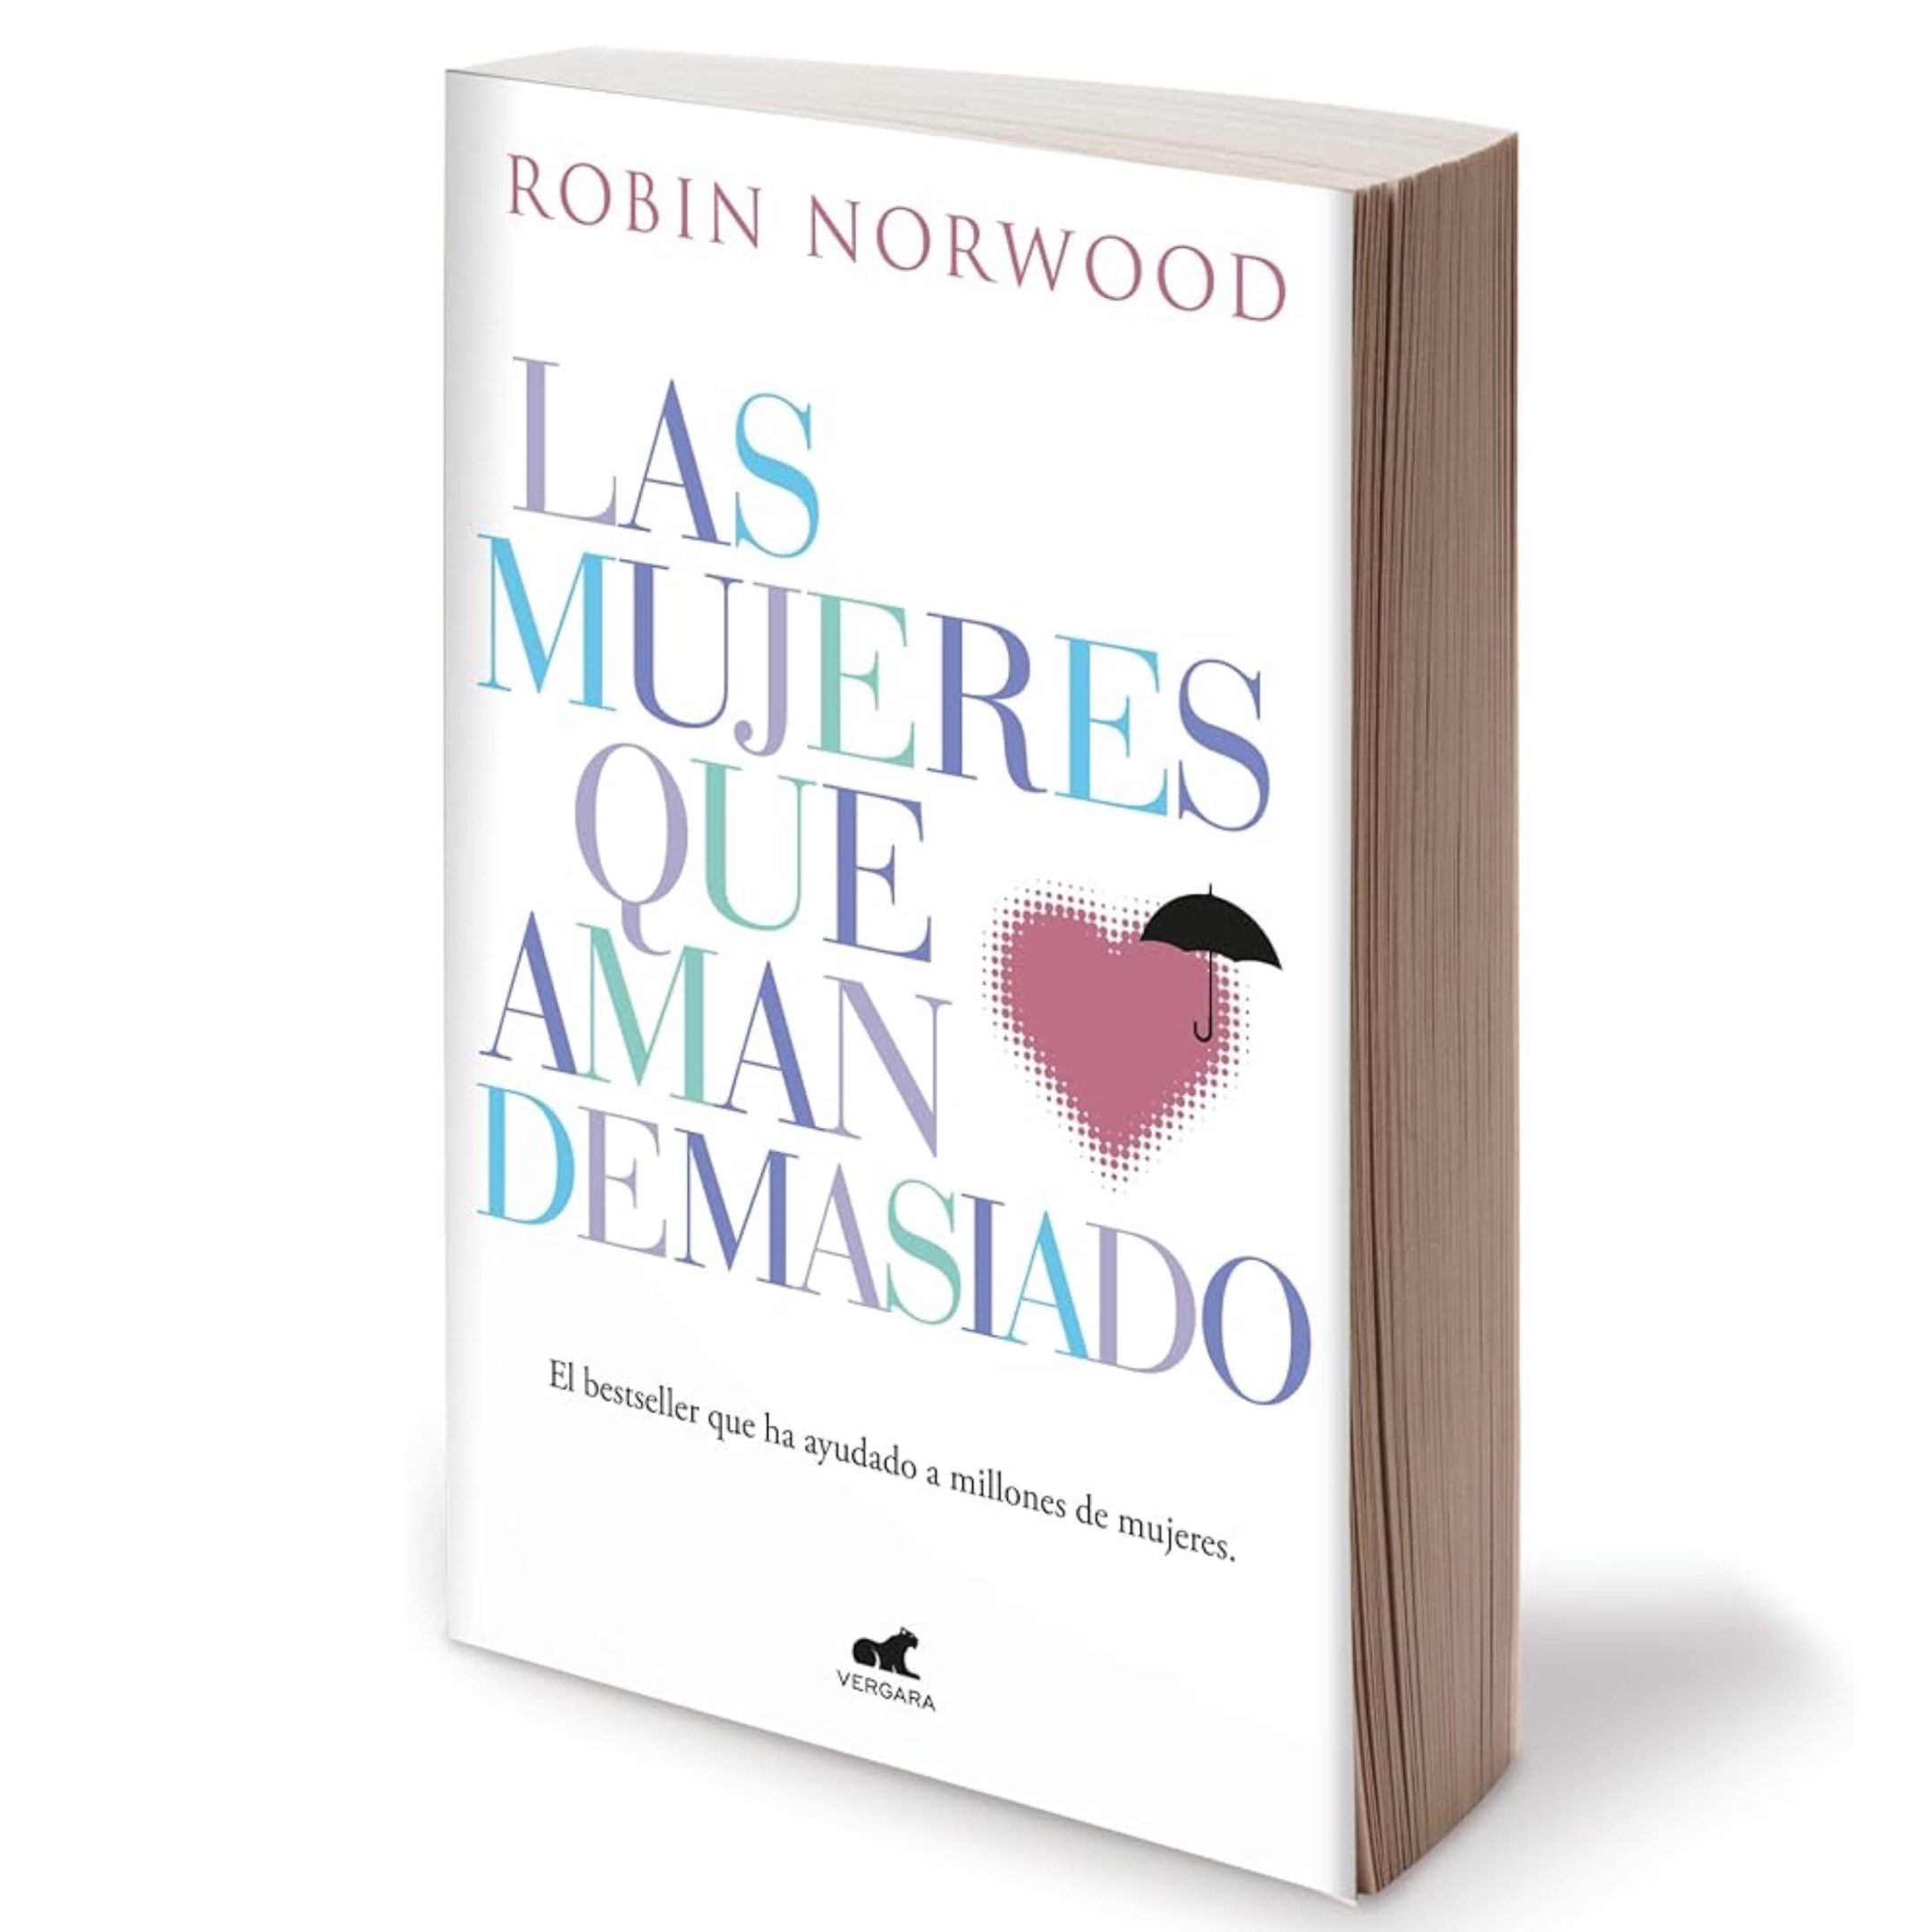 ROBIN NORWOOD
LAS
MUJERES
QUE
AMAN
DEMASIADO
El bestseller que ha ayudado a millones de mujeres.
VERGARA